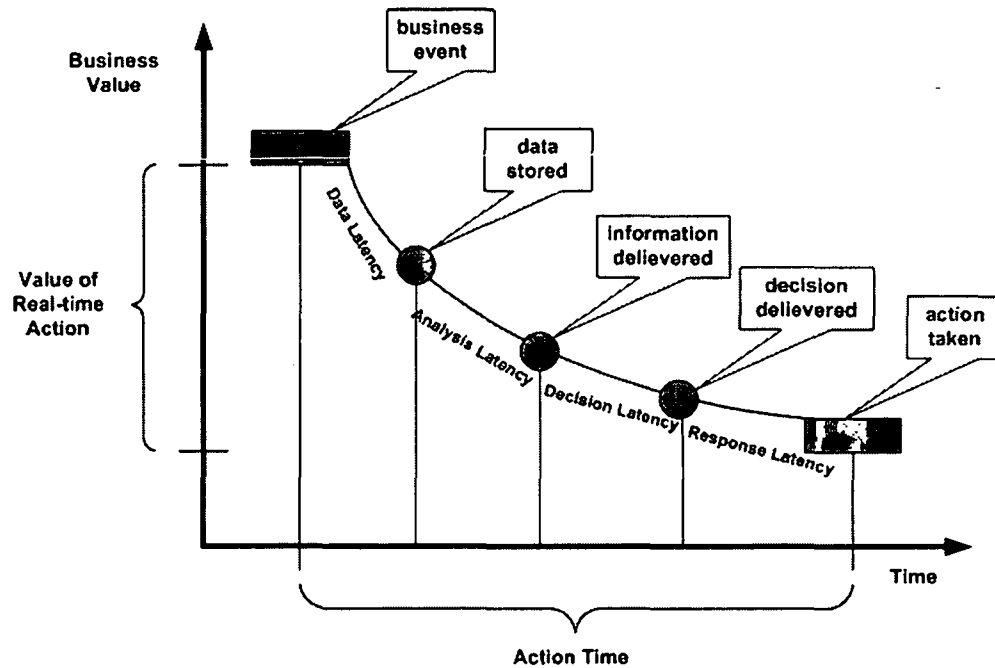 Business
Value
business
event
data
stored
Data Latency
information
delievered
Value of
Real-time
Action
decision
delievered
action
taken
Analysis Latency
Decision Latency
Response Latency
Time
Action Time